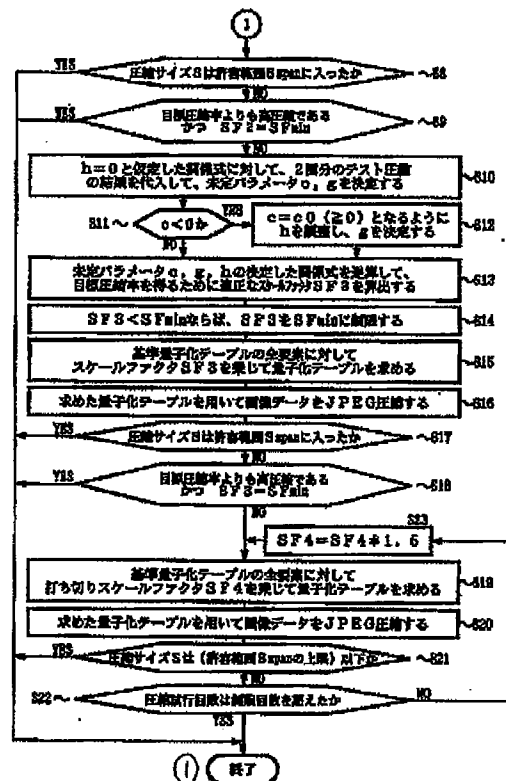 1
圧縮サイズSは許容範囲Sspanに入ったか
YES
~S8
NO
目標圧縮率よりも高圧縮である
かつ SF2=SFmin
YES
~S9
NO
h=0と仮定した関係式に対して、2回分のテスト圧縮
の結果を代入して、未定パラメータc,gを決定する
~S10
S11~
c<0か
YES
NO
c=c0(≧0)となるように
hを調整し、gを決定する
~S12
未定パラメータc,g,hの決定した関係式を逆算して、
目標圧縮率を得るために適正なスケールファクタSF3を算出する
~S13
SF3<SFminならば、SF3をSFminに制限する
~S14
基準量子化テーブルの全要素に対して
スケールファクタSF3を乗じて量子化テーブルを求める
~S15
求めた量子化テーブルを用いて画像データをJPEG圧縮する
~S16
圧縮サイズSは許容範囲Sspanに入ったか
YES
~S17
NO
目標圧縮率よりも高圧縮である
かつ SF3=SFmin
YES
~S18
NO
S23
SF4=SF4*1.5
基準量子化テーブルの全要素に対して
打ち切りスケールファクタSF4を乗じて量子化テーブルを求める
~S19
求めた量子化テーブルを用いて画像データをJPEG圧縮する
~S20
圧縮サイズSは(許容範囲Sspanの上限)以下か
YES
~S21
NO
S22~
圧縮試行回数は制限回数を超えたか
NO
YES
1
終了